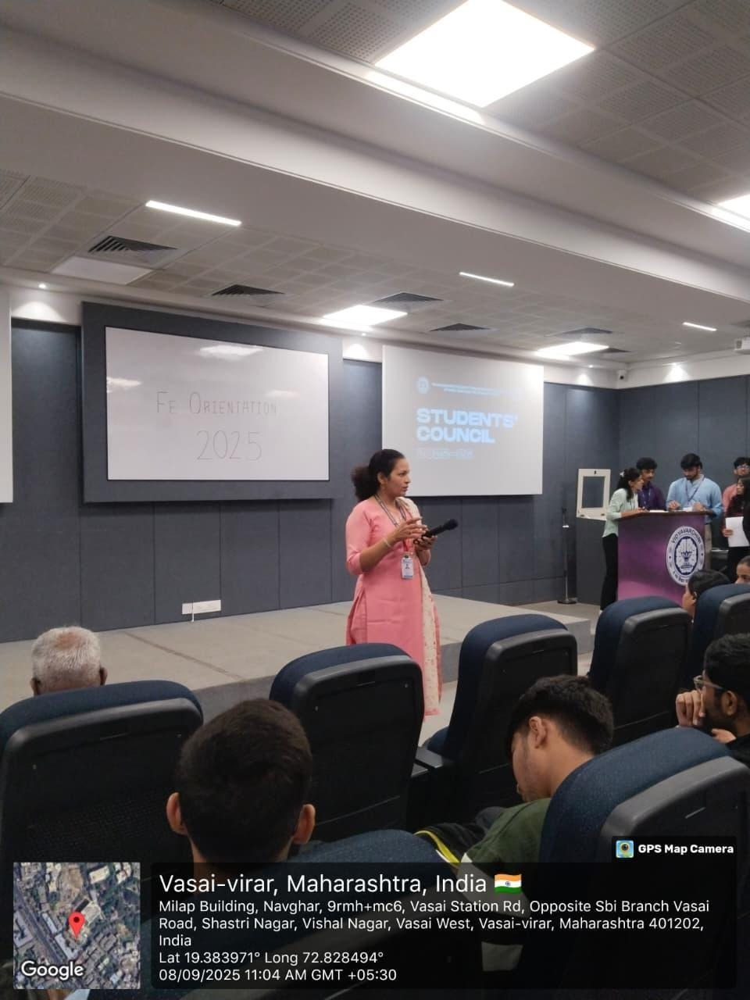 FE ORIENTATION
2025
STUDENTS'
COUNCIL
VIDYAVARDHINI
GPS Map Camera
Vasai-virar, Maharashtra, India
Milap Building, Navghar, 9rmh+mc6, Vasai Station Rd, Opposite Sbi Branch Vasai
Road, Shastri Nagar, Vishal Nagar, Vasai West, Vasai-virar, Maharashtra 401202,
India
Lat 19.383971° Long 72.828494°
08/09/2025 11:04 AM GMT +05:30
Google